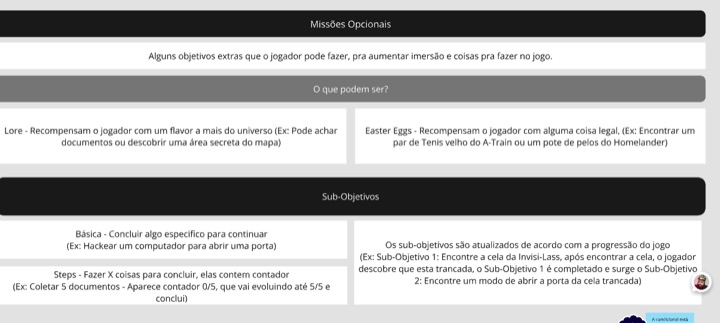 Missões Opcionais
Alguns objetivos extras que o jogador pode fazer, pra aumentar imersão e coisas pra fazer no jogo.
O que podem ser?
Lore - Recompensam o jogador com um flavor a mais do universo (Ex: Pode achar
documentos ou descobrir uma área secreta do mapa)
Easter Eggs - Recompensam o jogador com alguma coisa legal, (Ex: Encontrar um
par de Tenis velho do A-Train ou um pote de pelos do Homelander)
Sub-Objetivos
Básica - Concluir algo especifico para continuar
(Ex: Hackear um computador para abrir uma porta)
Steps - Fazer X coisas para concluir, elas contem contador
(Ex: Coletar 5 documentos - Aparece contador 0/5, que vai evoluindo até 5/5 e
conclui)
Os sub-objetivos são atualizados de acordo com a progressão do jogo
(Ex: Sub-Objetivo 1: Encontre a cela da Invisi-Lass, após encontrar a cela, o jogador
descobre que esta trancada, o Sub-Objetivo 1 é completado e surge o Sub-Objetivo
2: Encontre um modo de abrir a porta da cela trancada)
A condicional está